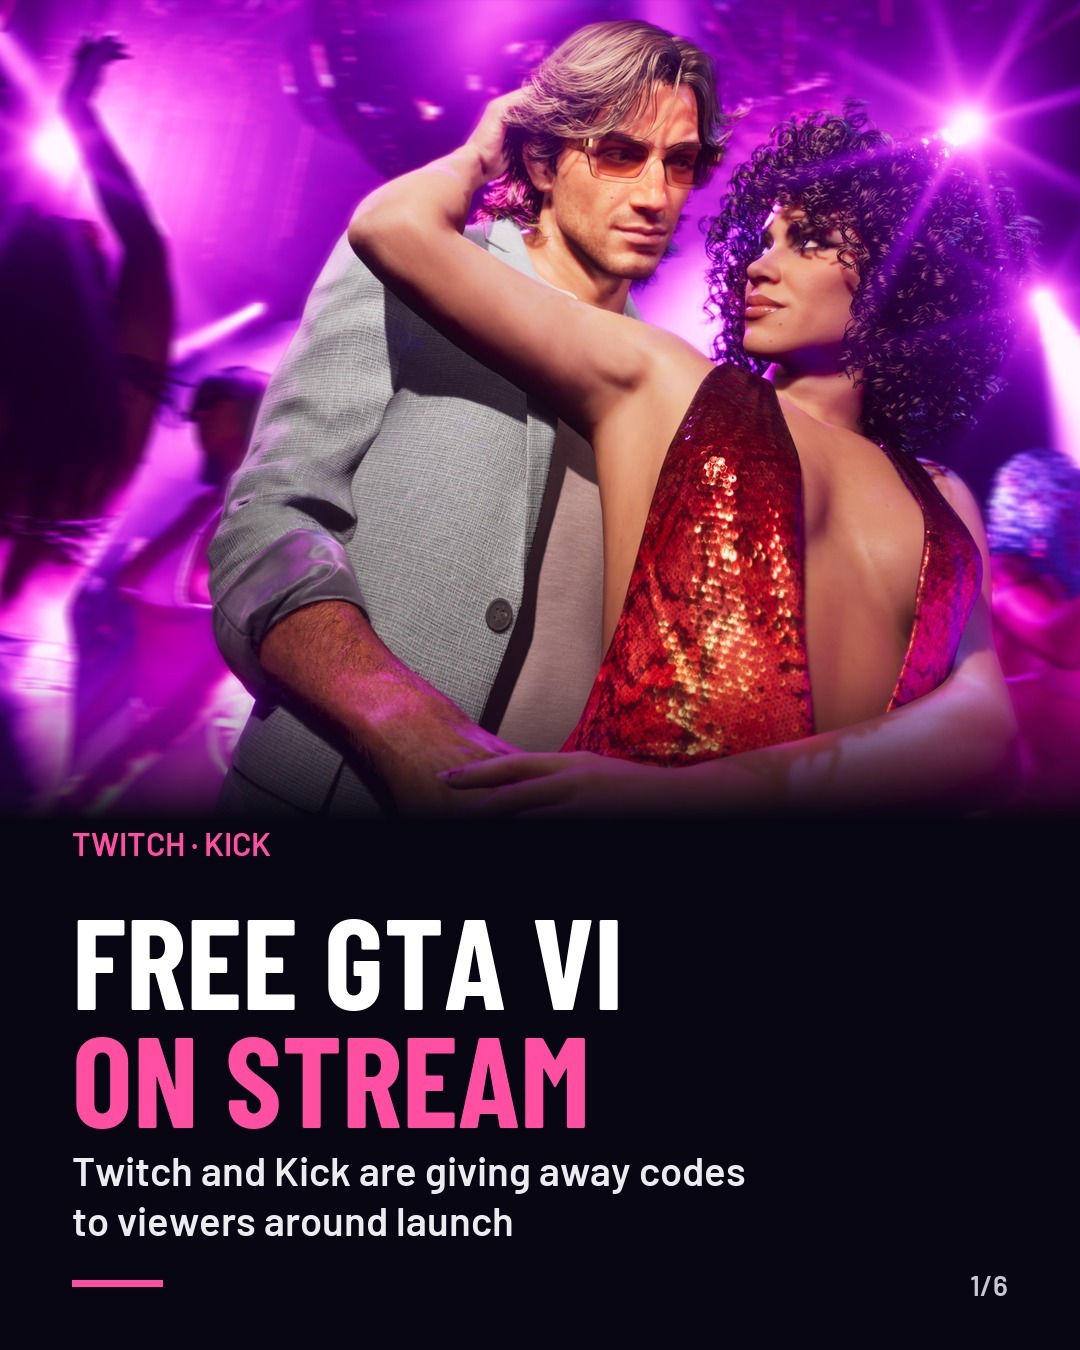 TWITCH · KICK
FREE GTA VI
ON STREAM
Twitch and Kick are giving away codes
to viewers around launch
1/6